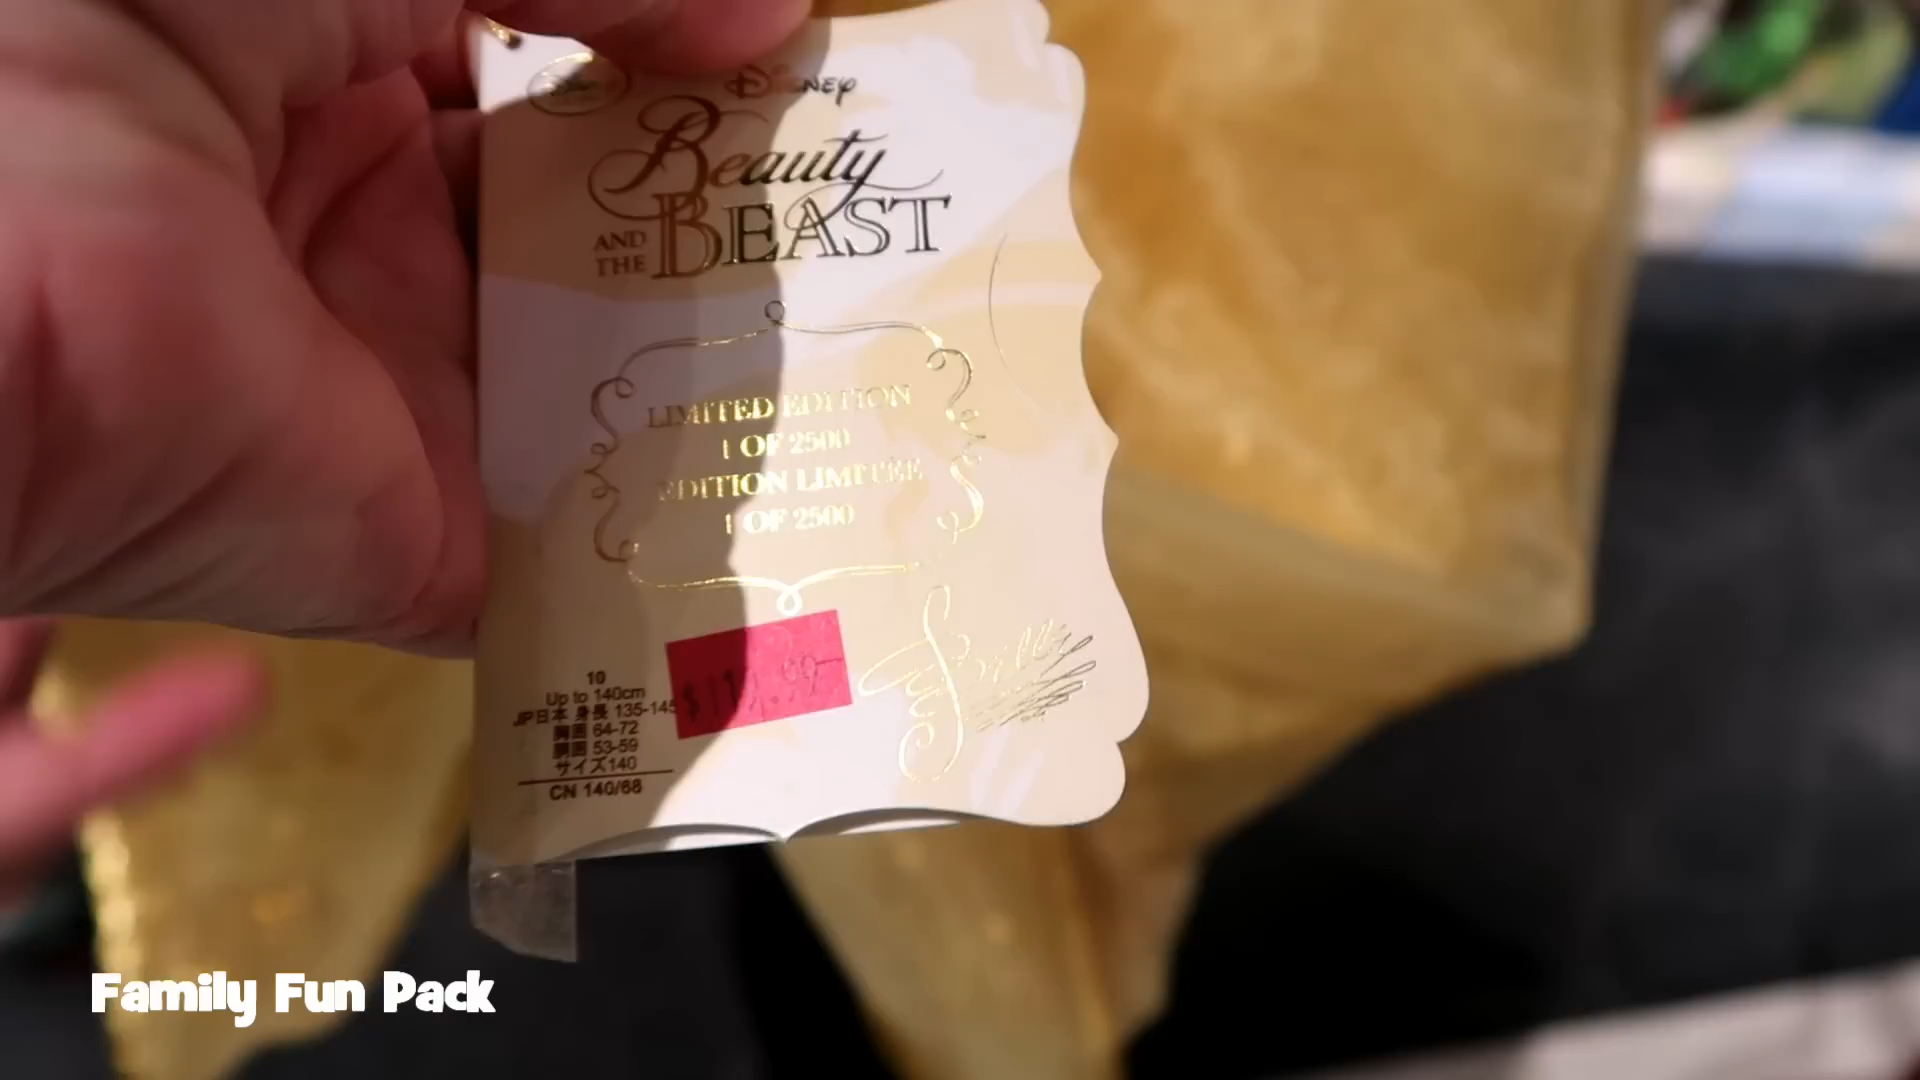 DISNEY
Beauty
AND THE BEAST
LIMITED EDITION
1 OF 2500
EDITION LIMITÉE
1 OF 2500
10
Up to 140cm
JP日本 身長 135-145
胸囲 64-72
胴囲 53-59
サイズ140
CN 140/68
Belle
Family Fun Pack